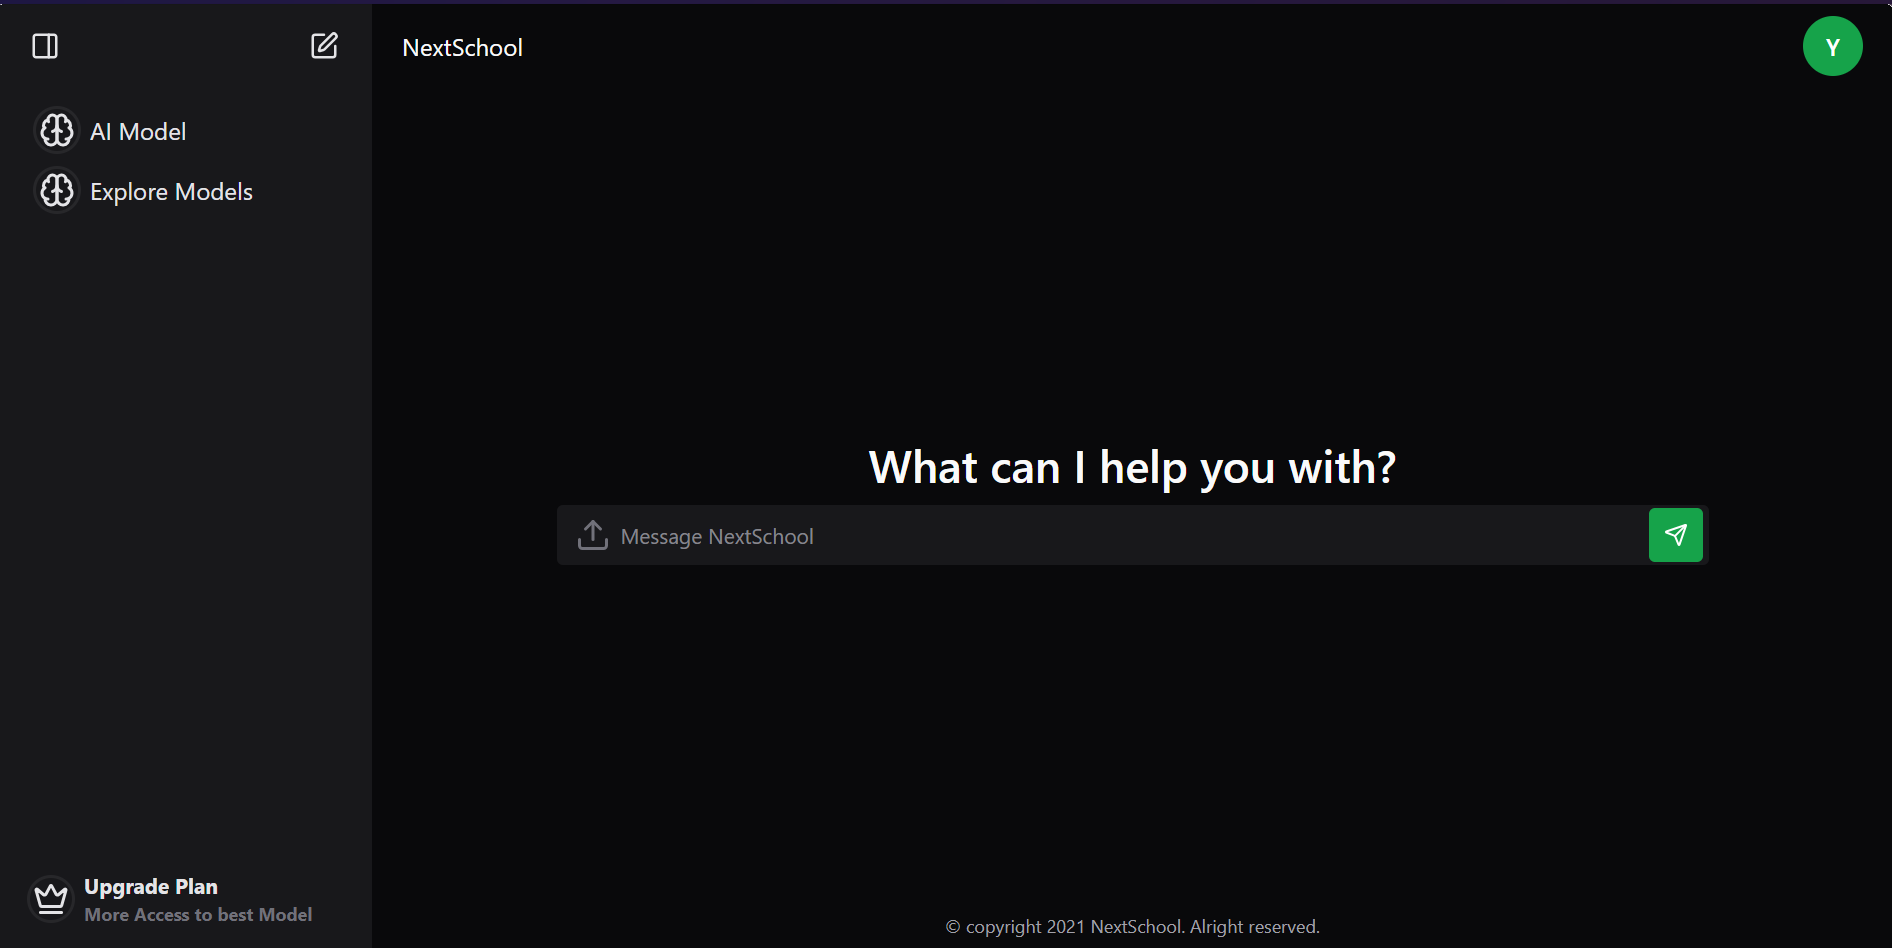 NextSchool
Y
AI Model
Explore Models
What can I help you with?
Message NextSchool
Upgrade Plan
More Access to best Model
© copyright 2021 NextSchool. Alright reserved.